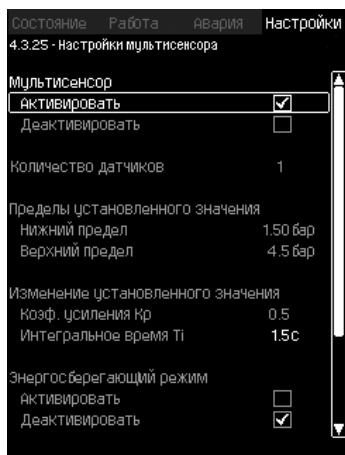 Состояние Работа Авария Настройки
4.3.25 - Настройки мультисенсора
Мультисенсор
Активировать
Деактивировать
Количество датчиков 1
Пределы установленного значения
Нижний предел 1.50 бар
Верхний предел 4.5 бар
Изменение установленного значения
Коэф. усиления Kp 0.5
Интегральное время Ti 1.5с
Энергосберегающий режим
Активировать
Деактивировать